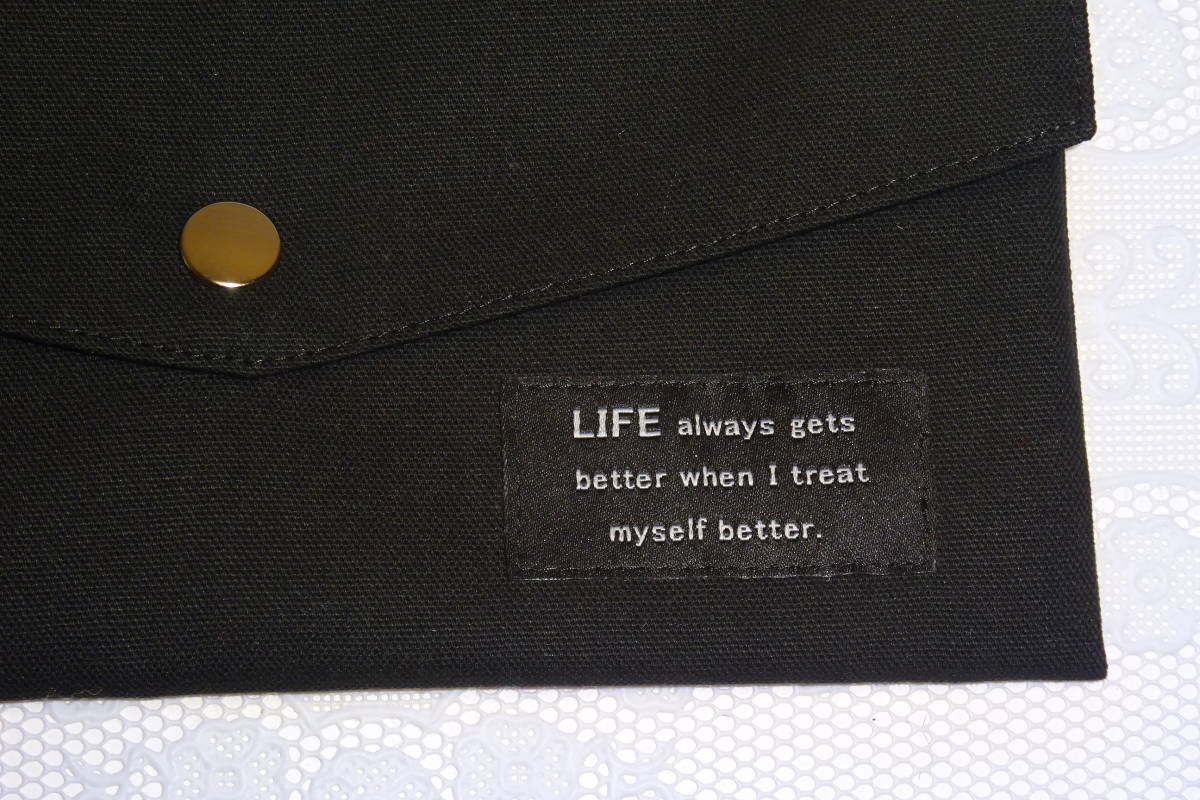 LIFE always gets
better when I treat
myself better.